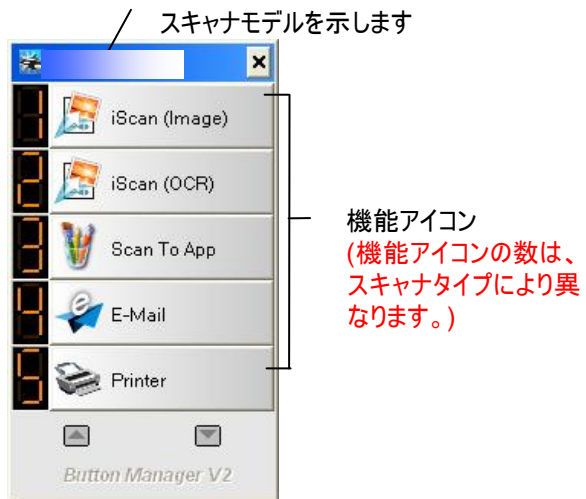 スキャナモデルを示します
1 iScan (Image)
2 iScan (OCR)
3 Scan To App
4 E-Mail
5 Printer
Button Manager V2
機能アイコン
(機能アイコンの数は、
スキャナタイプにより異
なります。)